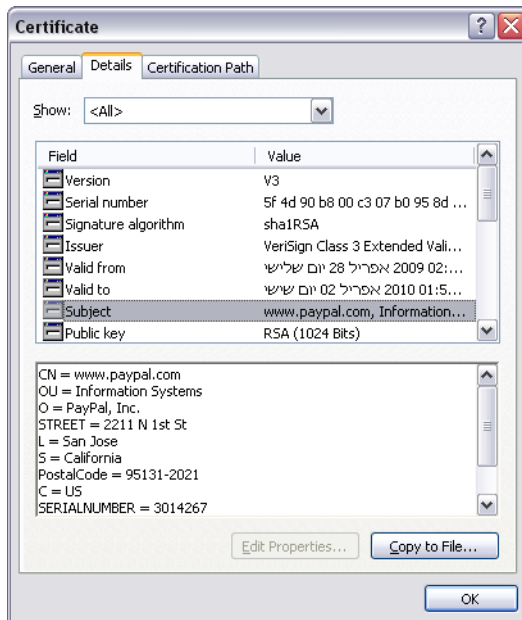 Certificate
General Details Certification Path
Show: <All>
Field Value
Version V3
Serial number 5f 4d 90 b8 00 c3 07 b0 95 8d ...
Signature algorithm sha1RSA
Issuer VeriSign Class 3 Extended Vali...
Valid from יום שלישי 28 אפריל 2009 02:...
Valid to יום שישי 02 אפריל 2010 01:5...
Subject www.paypal.com, Information...
Public key RSA (1024 Bits)
CN = www.paypal.com
OU = Information Systems
O = PayPal, Inc.
STREET = 2211 N 1st St
L = San Jose
S = California
PostalCode = 95131-2021
C = US
SERIALNUMBER = 3014267
Edit Properties... Copy to File...
OK